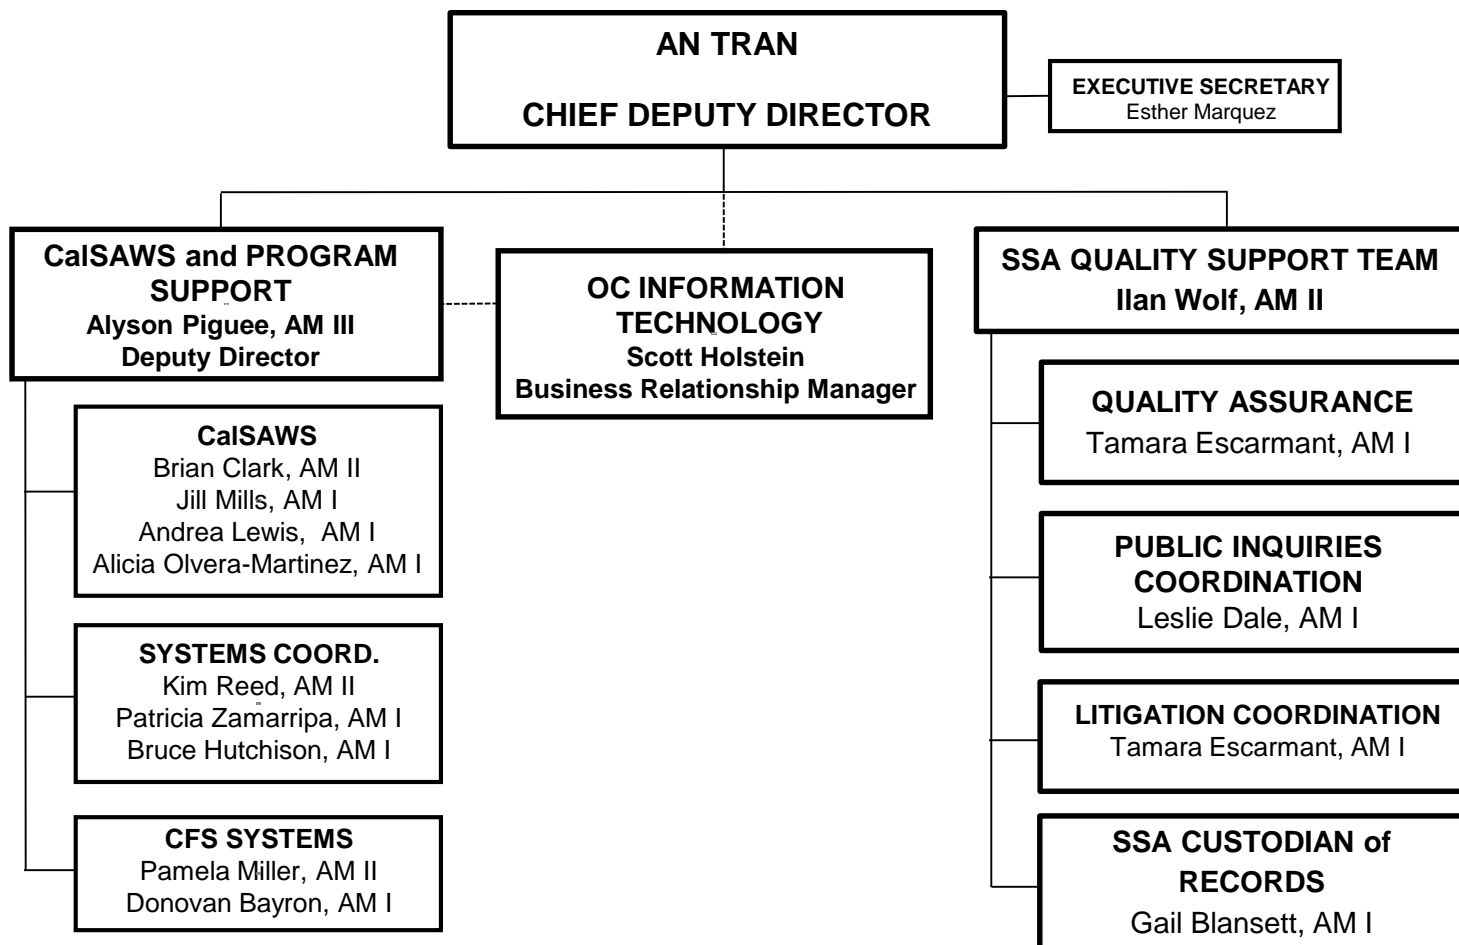 AN TRAN
CHIEF DEPUTY DIRECTOR
EXECUTIVE SECRETARY
Esther Marquez
CalSAWS and PROGRAM
SUPPORT
Alyson Piguee, AM III
Deputy Director
OC INFORMATION
TECHNOLOGY
Scott Holstein
Business Relationship Manager
SSA QUALITY SUPPORT TEAM
Ilan Wolf, AM II
CalSAWS
Brian Clark, AM II
Jill Mills, AM I
Andrea Lewis, AM I
Alicia Olvera-Martinez, AM I
SYSTEMS COORD.
Kim Reed, AM II
Patricia Zamarripa, AM I
Bruce Hutchison, AM I
CFS SYSTEMS
Pamela Miller, AM II
Donovan Bayron, AM I
QUALITY ASSURANCE
Tamara Escarmant, AM I
PUBLIC INQUIRIES
COORDINATION
Leslie Dale, AM I
LITIGATION COORDINATION
Tamara Escarmant, AM I
SSA CUSTODIAN of
RECORDS
Gail Blansett, AM I